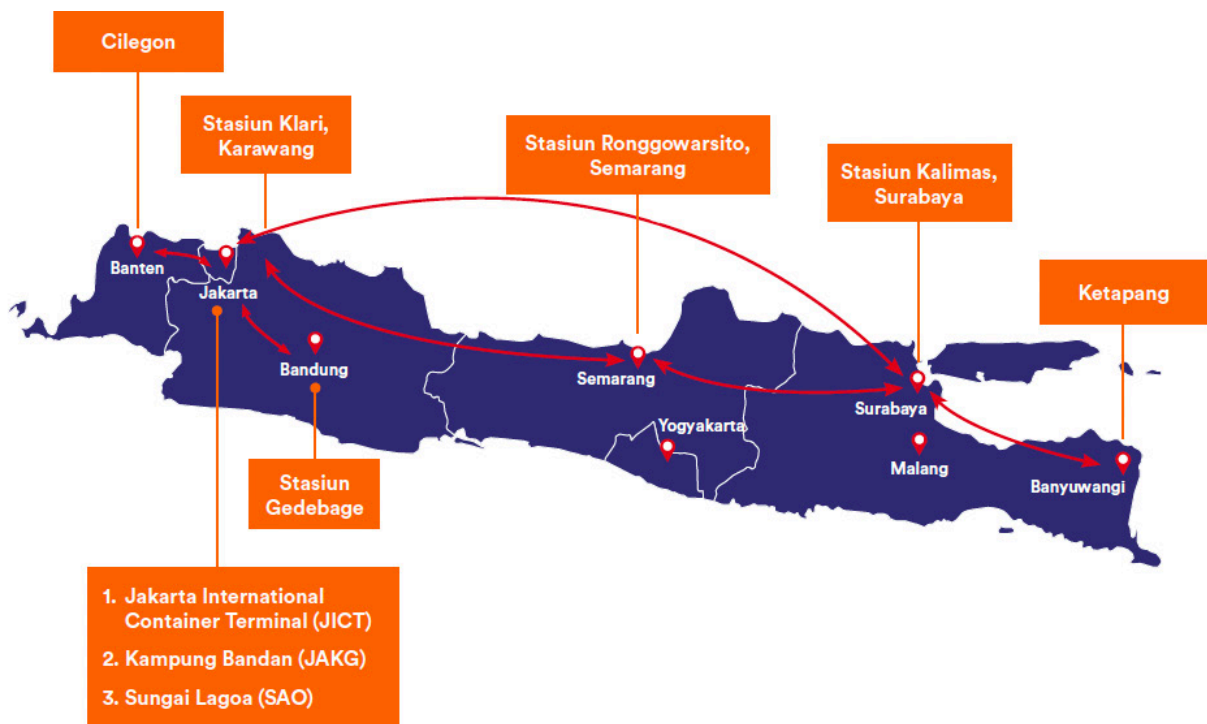 Cilegon
Stasiun Klari,
Karawang
Stasiun Ronggowarsito,
Semarang
Stasiun Kalimas,
Surabaya
Ketapang
Banten
Jakarta
Bandung
Semarang
Surabaya
Yogyakarta
Malang
Banyuwangi
Stasiun
Gedebage
1. Jakarta International
Container Terminal (JICT)
2. Kampung Bandan (JAKG)
3. Sungai Lagoa (SAO)